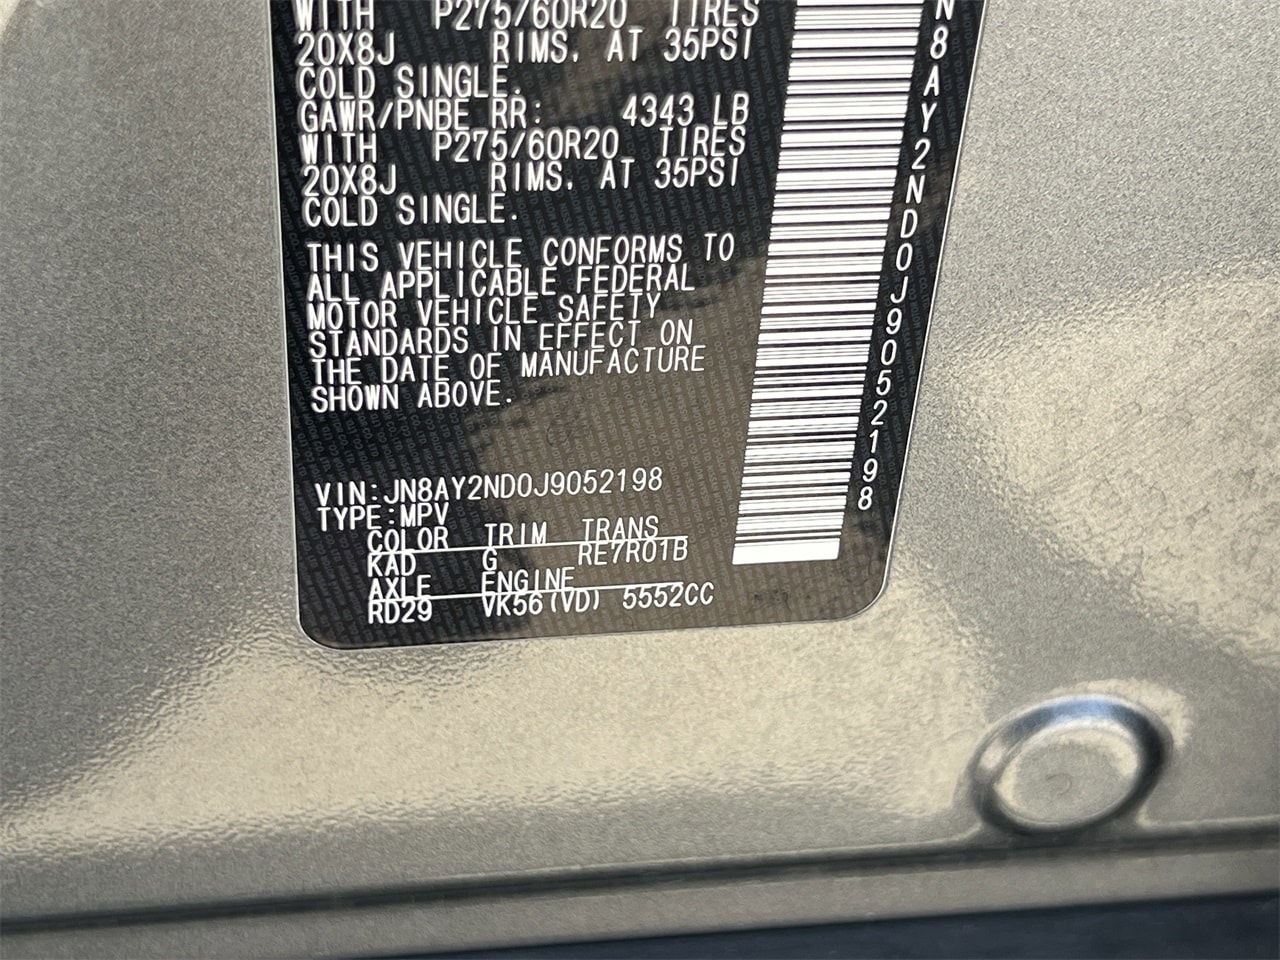 WITH P275/60R20 TIRES
20X8J RIMS, AT 35PSI
COLD SINGLE.
GAWR/PNBE RR: 4343 LB
WITH P275/60R20 TIRES
20X8J RIMS, AT 35PSI
COLD SINGLE.
THIS VEHICLE CONFORMS TO
ALL APPLICABLE FEDERAL
MOTOR VEHICLE SAFETY
STANDARDS IN EFFECT ON
THE DATE OF MANUFACTURE
SHOWN ABOVE.
VIN:JN8AY2ND0J9052198
TYPE:MPV
COLOR TRIM TRANS
KAD G RE7R01B
AXLE ENGINE
RD29 VK56(VD) 5552CC
N8AY2ND0J9052198